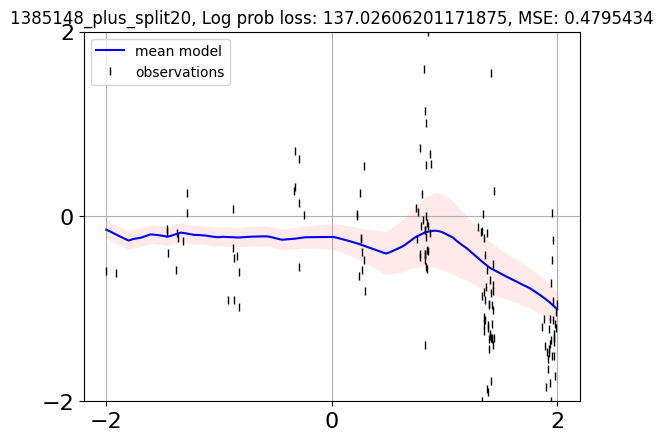 1385148_plus_split20, Log prob loss: 137.02606201171875, MSE: 0.4795434
2
mean model
observations
0
−2
−2
0
2